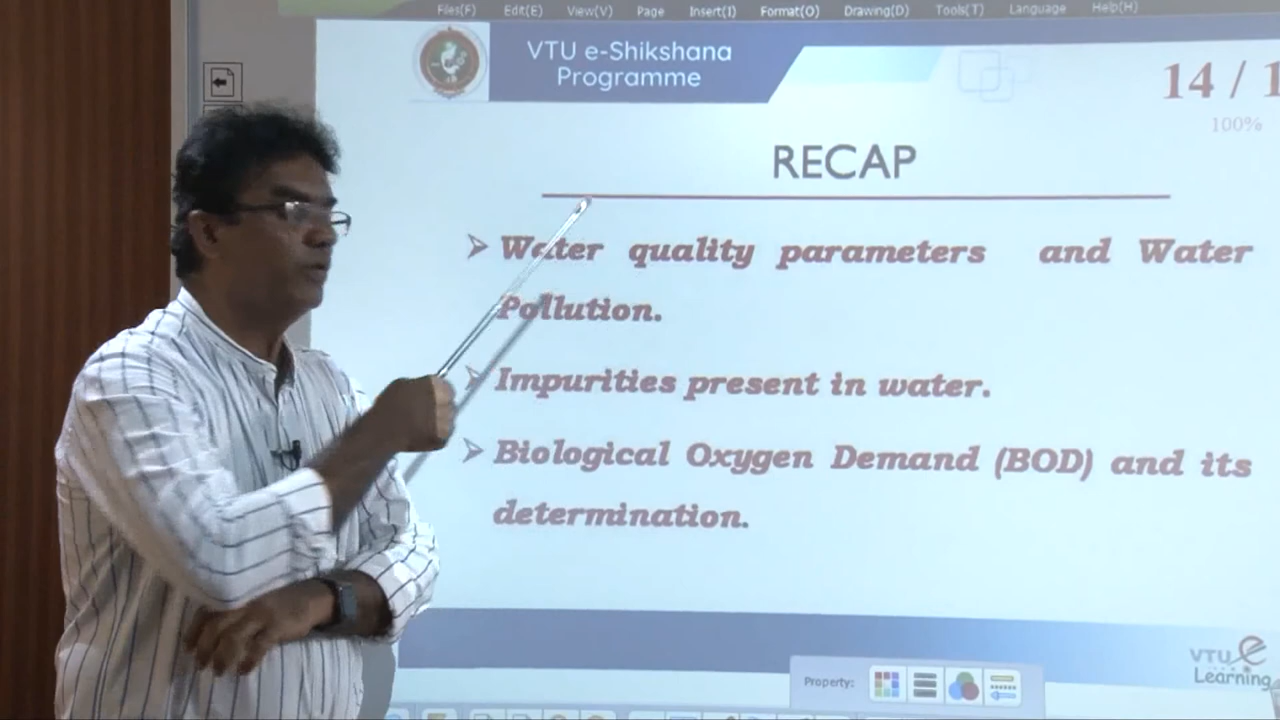 Files(F) Edit(E) View(V) Page Insert(I) Format(O) Drawing(D) Tools(T) Language Help(H)
VTU e-Shikshana
Programme
14 / 1
100%
RECAP
Water quality parameters and Water
Pollution.
Impurities present in water.
Biological Oxygen Demand (BOD) and its
determination.
VTU e
Learning
Property: